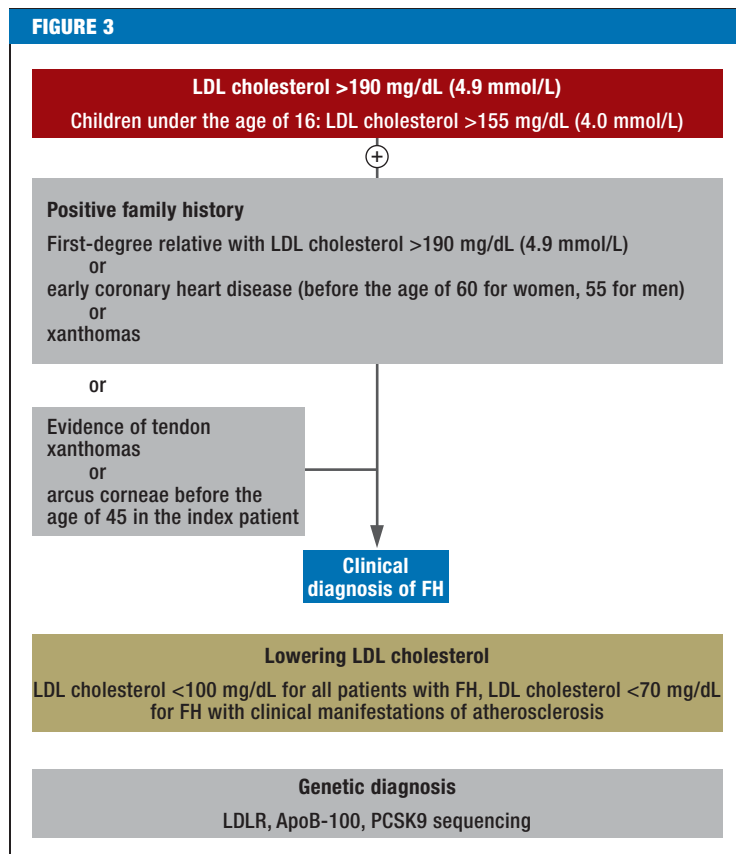 FIGURE 3
LDL cholesterol >190 mg/dL (4.9 mmol/L)
Children under the age of 16: LDL cholesterol >155 mg/dL (4.0 mmol/L)
+
Positive family history
First-degree relative with LDL cholesterol >190 mg/dL (4.9 mmol/L)
or
early coronary heart disease (before the age of 60 for women, 55 for men)
or
xanthomas
or
Evidence of tendon
xanthomas
or
arcus corneae before the
age of 45 in the index patient
Clinical
diagnosis of FH
Lowering LDL cholesterol
LDL cholesterol <100 mg/dL for all patients with FH, LDL cholesterol <70 mg/dL
for FH with clinical manifestations of atherosclerosis
Genetic diagnosis
LDLR, ApoB-100, PCSK9 sequencing